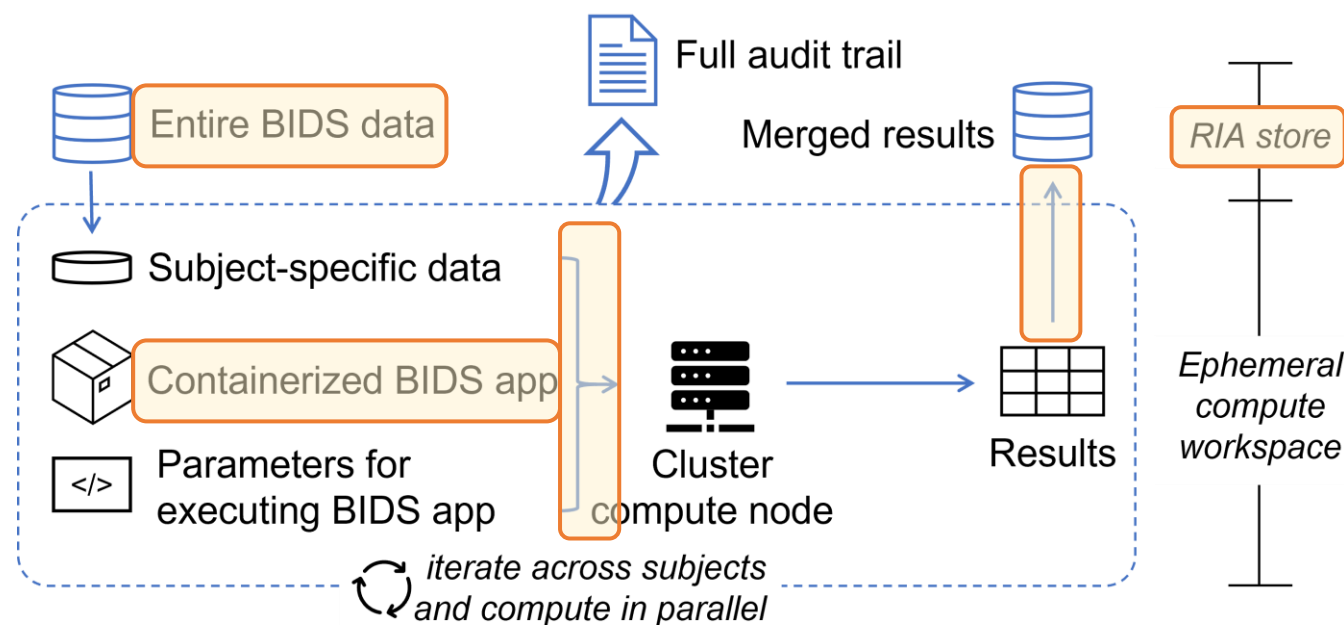 Full audit trail
Entire BIDS data
Merged results
RIA store
Subject-specific data
Containerized BIDS app
Parameters for
executing BIDS app
</>
Cluster
compute node
Results
Ephemeral
compute
workspace
iterate across subjects
and compute in parallel